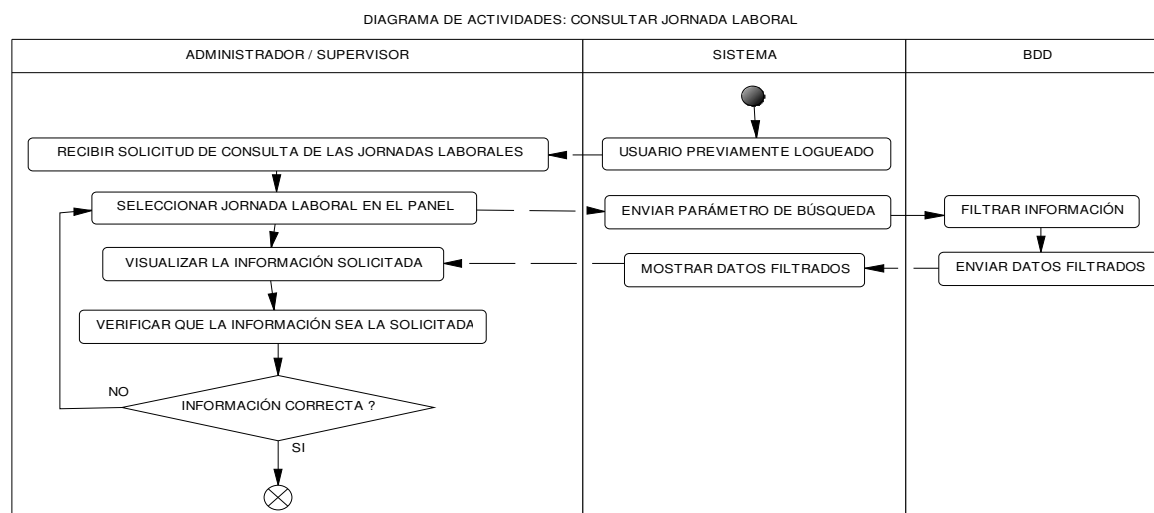 DIAGRAMA DE ACTIVIDADES: CONSULTAR JORNADA LABORAL
ADMINISTRADOR / SUPERVISOR
SISTEMA
BDD
RECIBIR SOLICITUD DE CONSULTA DE LAS JORNADAS LABORALES
USUARIO PREVIAMENTE LOGUEADO
SELECCIONAR JORNADA LABORAL EN EL PANEL
ENVIAR PARÁMETRO DE BÚSQUEDA
FILTRAR INFORMACIÓN
VISUALIZAR LA INFORMACIÓN SOLICITADA
MOSTRAR DATOS FILTRADOS
ENVIAR DATOS FILTRADOS
VERIFICAR QUE LA INFORMACIÓN SEA LA SOLICITADA
NO
INFORMACIÓN CORRECTA ?
SI